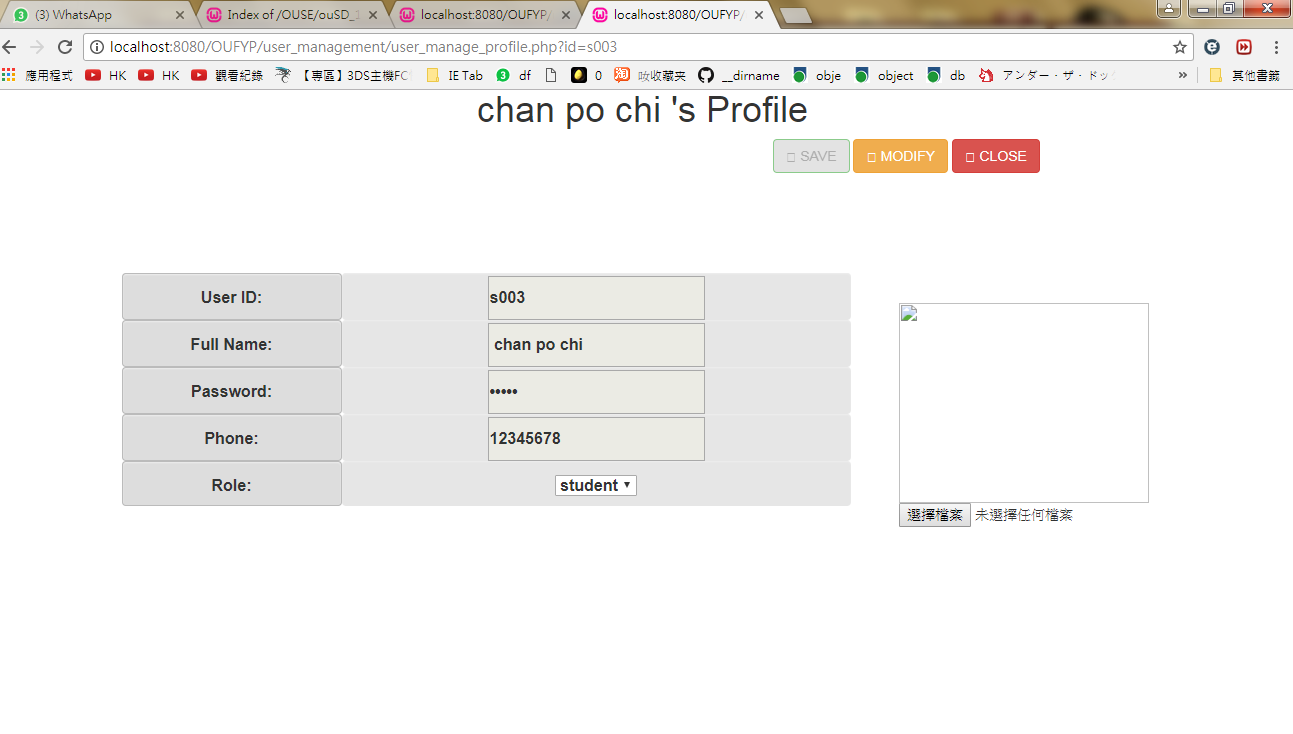 (3) WhatsApp
Index of /OUSE/ouSD_1
localhost:8080/OUFYP/
localhost:8080/OUFYP/
localhost:8080/OUFYP/user_management/user_manage_profile.php?id=s003
應用程式 HK HK 觀看紀錄 【專區】3DS主機FC IE Tab df 0 咗收藏夾 __dirname obje object db アンダー・ザ・ドッ » 其他書籤
chan po chi 's Profile
SAVE MODIFY CLOSE
User ID: s003
Full Name: chan po chi
Password: •••••
Phone: 12345678
Role: student
選擇檔案 未選擇任何檔案